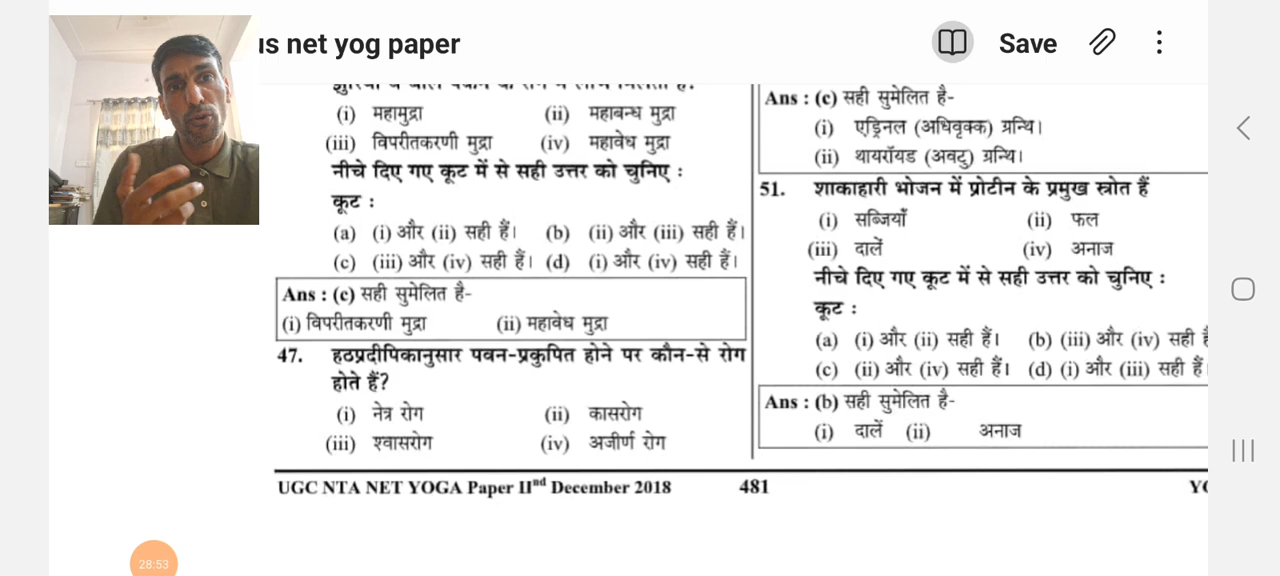 us net yog paper
Save
(i) महामुद्रा (ii) महाबन्ध मुद्रा
(iii) विपरीतकरणी मुद्रा (iv) महावेध मुद्रा
नीचे दिए गए कूट में से सही उत्तर को चुनिए :
कूट :
(a) (i) और (ii) सही हैं। (b) (ii) और (iii) सही हैं।
(c) (iii) और (iv) सही हैं। (d) (i) और (iv) सही हैं।
Ans : (c) सही सुमेलित है-
(i) विपरीतकरणी मुद्रा (ii) महावेध मुद्रा
47. हठप्रदीपिकानुसार पवन-प्रकुपित होने पर कौन-से रोग
होते हैं?
(i) नेत्र रोग (ii) कासरोग
(iii) श्वासरोग (iv) अजीर्ण रोग
Ans : (c) सही सुमेलित है-
(i) एड्रिनल (अधिवृक्क) ग्रन्थि।
(ii) थायरॉयड (अवटु) ग्रन्थि।
51. शाकाहारी भोजन में प्रोटीन के प्रमुख स्त्रोत हैं
(i) सब्जियाँ (ii) फल
(iii) दालें (iv) अनाज
नीचे दिए गए कूट में से सही उत्तर को चुनिए :
कूट :
(a) (i) और (ii) सही हैं। (b) (iii) और (iv) सही
(c) (ii) और (iv) सही हैं। (d) (i) और (iii) सही हैं
Ans : (b) सही सुमेलित है-
(i) दालें (ii) अनाज
UGC NTA NET YOGA Paper IInd December 2018 481
28:53